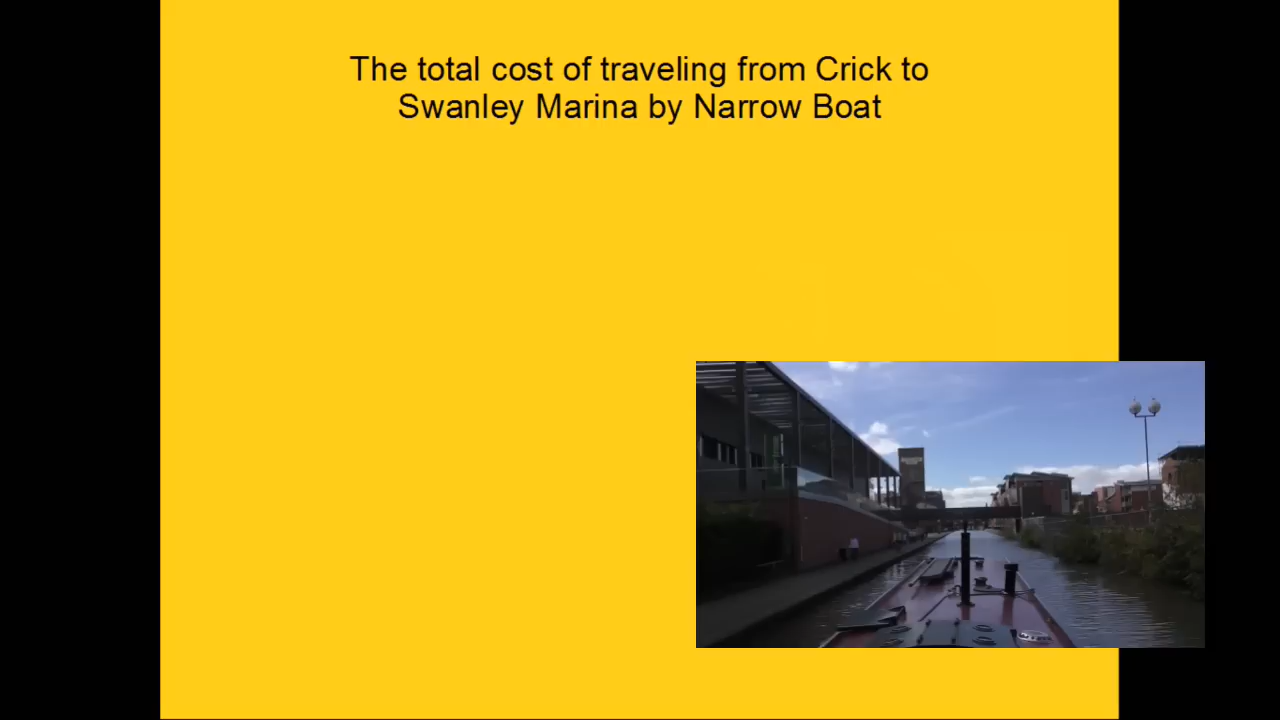 The total cost of traveling from Crick to
Swanley Marina by Narrow Boat